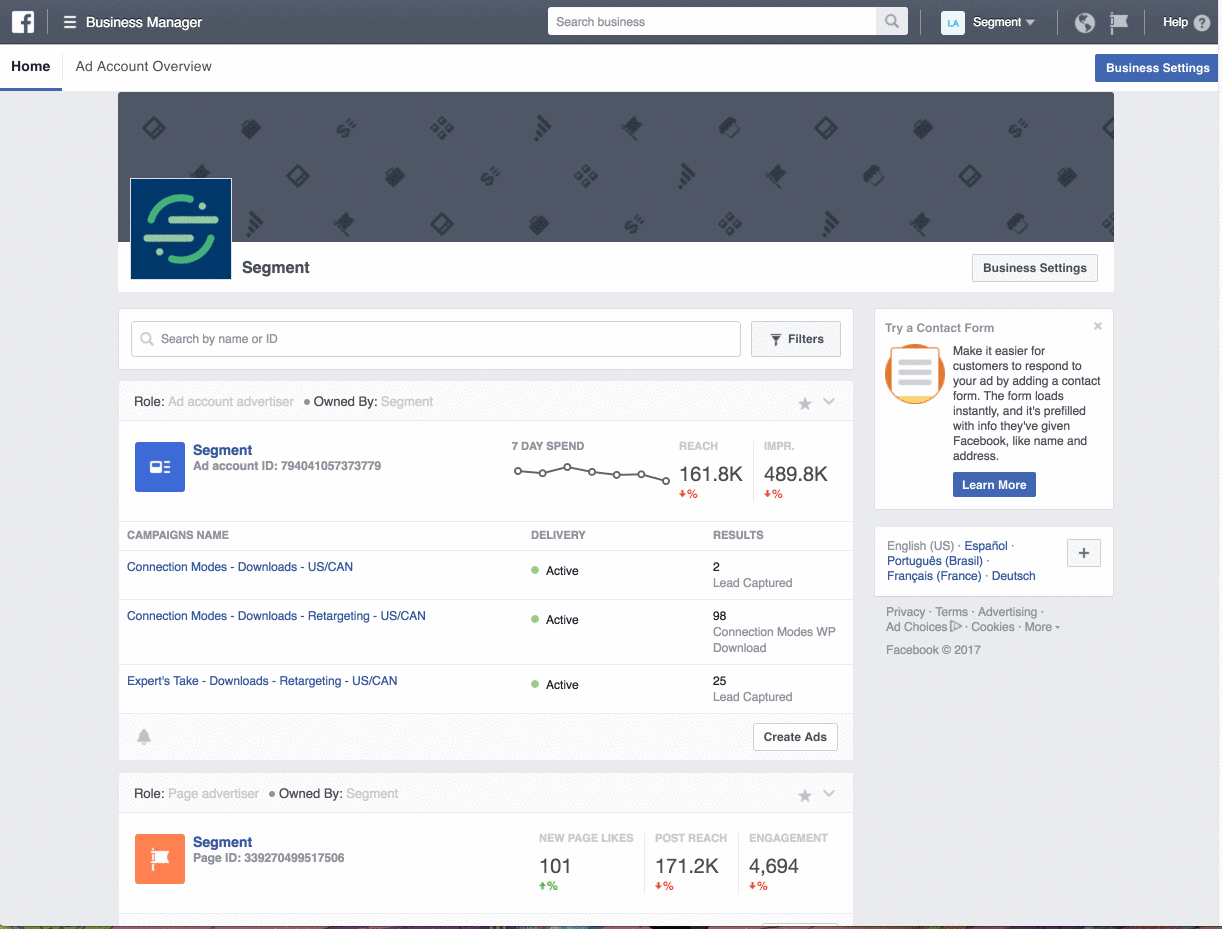 Business Manager
Search business
LA Segment
Help ?
Home
Ad Account Overview
Business Settings
Segment
Business Settings
Search by name or ID
Filters
Role: Ad account advertiser • Owned By: Segment
Segment
Ad account ID: 794041057373779
7 DAY SPEND
REACH
161.8K
%
IMPR.
489.8K
%
CAMPAIGNS NAME
DELIVERY
RESULTS
Connection Modes - Downloads - US/CAN
Active
2
Lead Captured
Connection Modes - Downloads - Retargeting - US/CAN
Active
98
Connection Modes WP
Download
Expert's Take - Downloads - Retargeting - US/CAN
Active
25
Lead Captured
Create Ads
Role: Page advertiser • Owned By: Segment
Segment
Page ID: 339270499517506
NEW PAGE LIKES
101
%
POST REACH
171.2K
%
ENGAGEMENT
4,694
%
Try a Contact Form
Make it easier for
customers to respond to
your ad by adding a contact
form. The form loads
instantly, and it's prefilled
with info they've given
Facebook, like name and
address.
Learn More
English (US) · Español ·
Português (Brasil) ·
Français (France) · Deutsch
+
Privacy · Terms · Advertising ·
Ad Choices · Cookies · More
Facebook © 2017